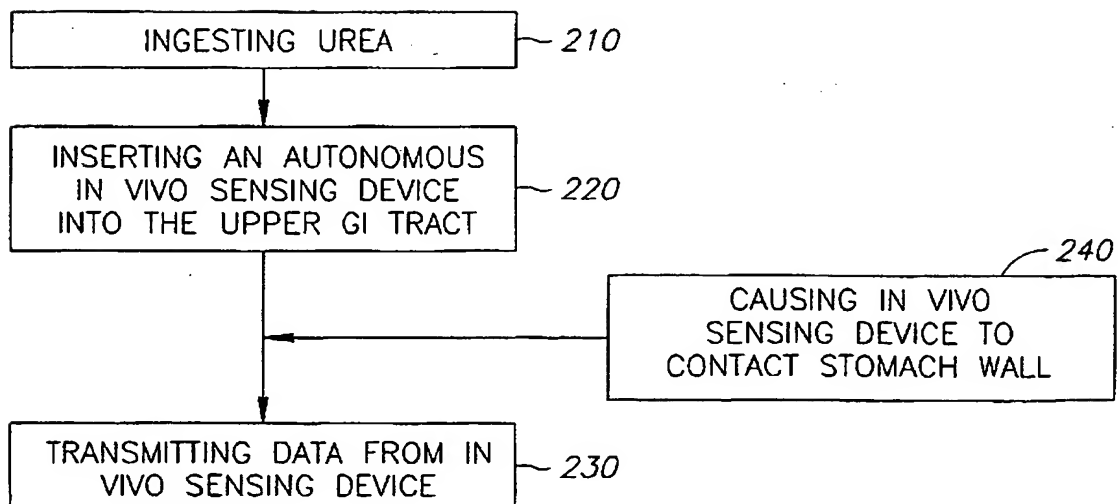 INGESTING UREA
210
INSERTING AN AUTONOMOUS
IN VIVO SENSING DEVICE
INTO THE UPPER GI TRACT
220
240
CAUSING IN VIVO
SENSING DEVICE TO
CONTACT STOMACH WALL
TRANSMITTING DATA FROM IN
VIVO SENSING DEVICE
230